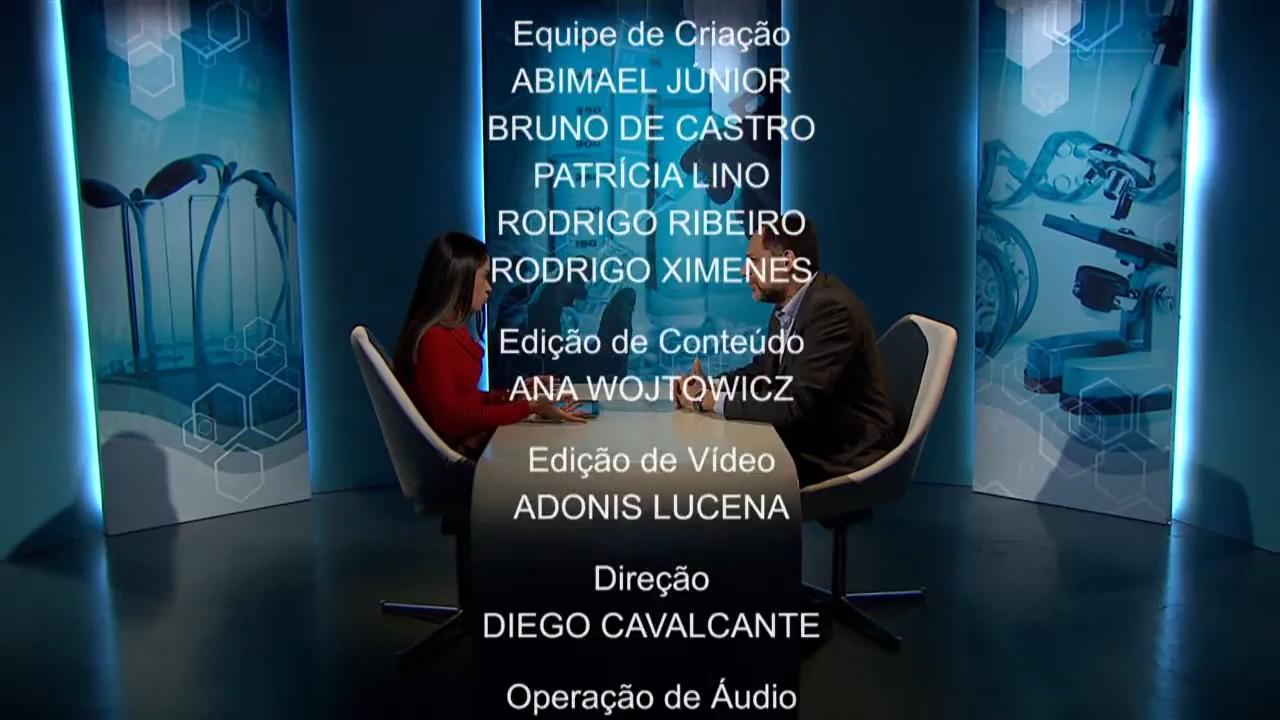 Equipe de Criação
ABIMAEL JÚNIOR
BRUNO DE CASTRO
PATRÍCIA LINO
RODRIGO RIBEIRO
RODRIGO XIMENES
Edição de Conteúdo
ANA WOJTOWICZ
Edição de Vídeo
ADONIS LUCENA
Direção
DIEGO CAVALCANTE
Operação de Áudio